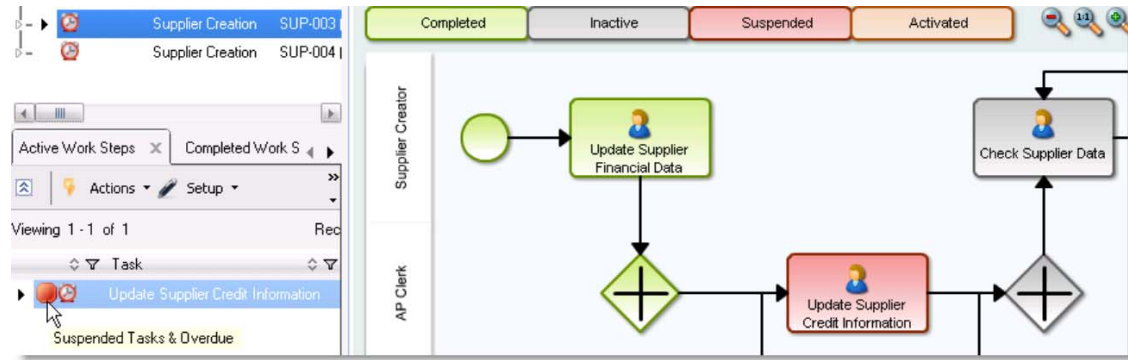 Supplier Creation SUP-003
Supplier Creation SUP-004
Active Work Steps Completed Work S
Actions Setup
Viewing 1 - 1 of 1 Rec
Task
Update Supplier Credit Information
Suspended Tasks & Overdue
Completed Inactive Suspended Activated
1:1
Supplier Creator
Update Supplier
Financial Data
Check Supplier Data
AP Clerk
Update Supplier
Credit Information